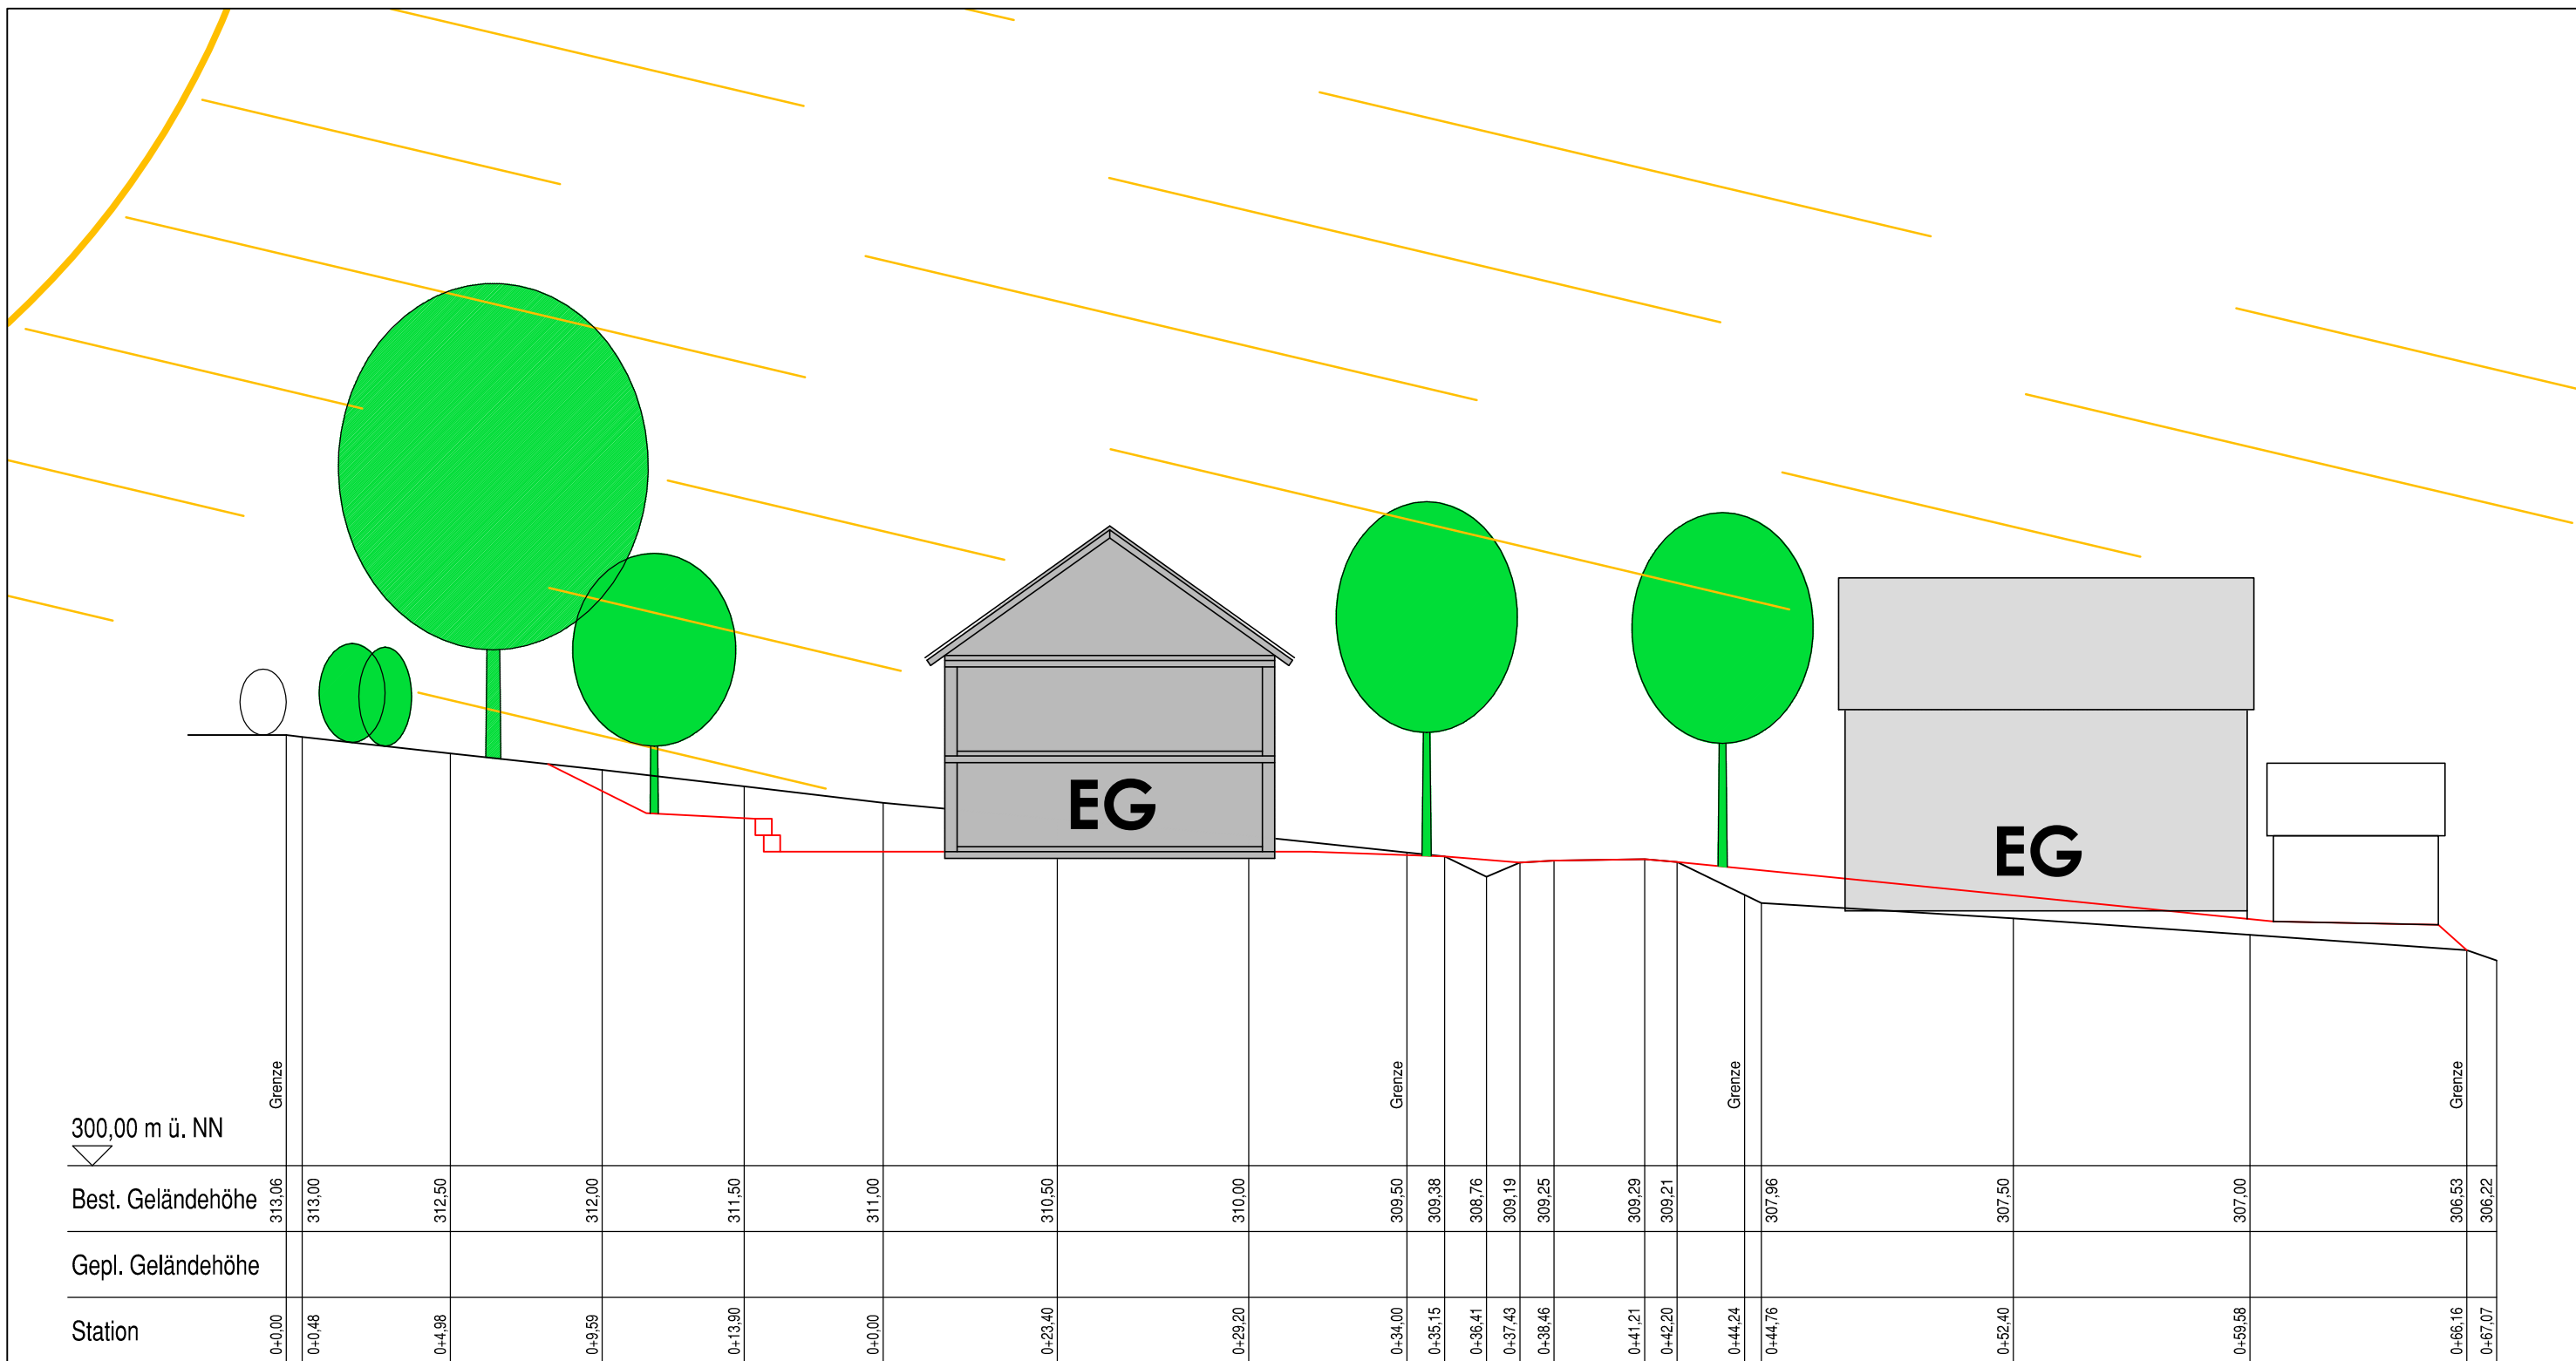 EG
EG
Grenze
Grenze
Grenze
Grenze
300,00 m ü. NN
Best. Geländehöhe 313,06 313,00 312,50 312,00 311,50 311,00 310,50 310,00 309,50 309,38 308,76 309,19 309,25 309,29 309,21 307,96 307,50 307,00 306,53 306,22
Gepl. Geländehöhe
Station 0+0,00 0+0,48 0+4,98 0+9,59 0+13,90 0+0,00 0+23,40 0+29,20 0+34,00 0+35,15 0+36,41 0+37,43 0+38,46 0+41,21 0+42,20 0+44,24 0+44,76 0+52,40 0+59,58 0+66,16 0+67,07